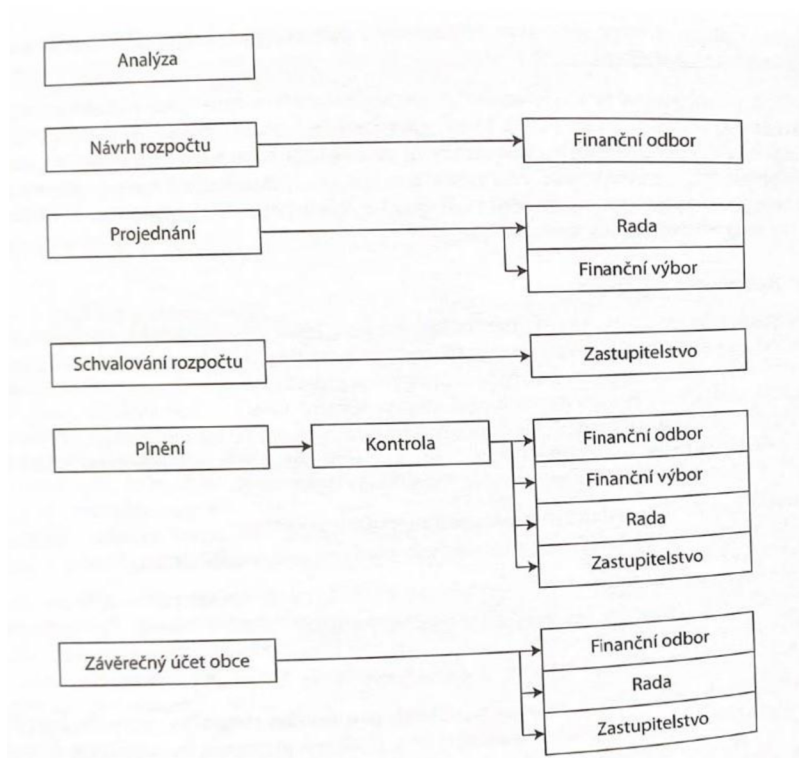 Analýza
Návrh rozpočtu
Finanční odbor
Projednání
Rada
Finanční výbor
Schvalování rozpočtu
Zastupitelstvo
Plnění
Kontrola
Finanční odbor
Finanční výbor
Rada
Zastupitelstvo
Závěrečný účet obce
Finanční odbor
Rada
Zastupitelstvo